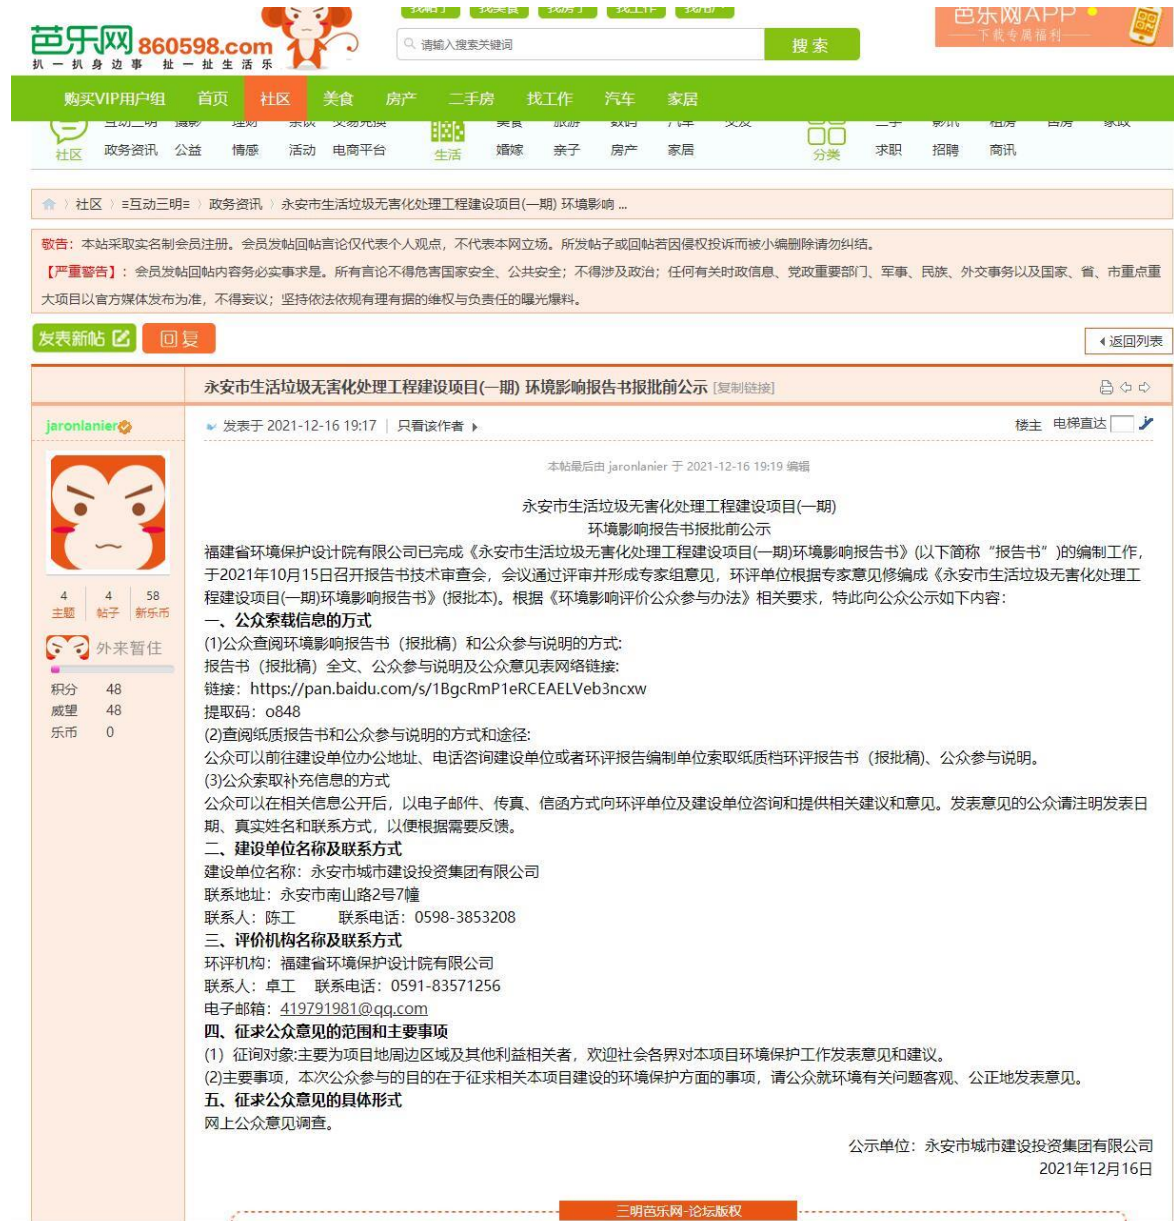 芭乐网 860598.com
扒一扒身边事 扯一扯生活乐
请输入搜索关键词
搜索
芭乐网APP
下载专属福利
购买VIP用户组 首页 社区 美食 房产 二手房 找工作 汽车 家居
社区 政务资讯 公益 情感 活动 电商平台 生活 婚嫁 亲子 房产 家居 分类 求职 招聘 商讯
社区 〉 ≡互动三明≡ 〉 政务资讯 〉 永安市生活垃圾无害化处理工程建设项目(一期) 环境影响 ...
敬告：本站采取实名制会员注册。会员发帖回帖言论仅代表个人观点，不代表本网立场。所发帖子或回帖若因侵权投诉而被小编删除请勿纠结。
【严重警告】：会员发帖回帖内容务必实事求是。所有言论不得危害国家安全、公共安全；不得涉及政治；任何有关时政信息、党政重要部门、军事、民族、外交事务以及国家、省、市重点重
大项目以官方媒体发布为准，不得妄议；坚持依法依规有理有据的维权与负责任的曝光爆料。
发表新帖 回复 返回列表
永安市生活垃圾无害化处理工程建设项目(一期) 环境影响报告书报批前公示 [复制链接]
jaronlanier
发表于 2021-12-16 19:17 | 只看该作者
楼主 电梯直达
本帖最后由 jaronlanier 于 2021-12-16 19:19 编辑
4 4 58
主题 帖子 新乐币
外来暂住
积分 48
威望 48
乐币 0
永安市生活垃圾无害化处理工程建设项目(一期)
环境影响报告书报批前公示
福建省环境保护设计院有限公司已完成《永安市生活垃圾无害化处理工程建设项目(一期)环境影响报告书》(以下简称“报告书”)的编制工作，
于2021年10月15日召开报告书技术审查会，会议通过评审并形成专家组意见，环评单位根据专家意见修编成《永安市生活垃圾无害化处理工
程建设项目(一期)环境影响报告书》(报批本)。根据《环境影响评价公众参与办法》相关要求，特此向公众公示如下内容：
一、公众索载信息的万式
(1)公众查阅环境影响报告书（报批稿）和公众参与说明的方式:
报告书（报批稿）全文、公众参与说明及公众意见表网络链接:
链接：https://pan.baidu.com/s/1BgcRmP1eRCEAELVeb3ncxw
提取码：o848
(2)查阅纸质报告书和公众参与说明的方式和途径:
公众可以前往建设单位办公地址、电话咨询建设单位或者环评报告编制单位索取纸质档环评报告书（报批稿)、公众参与说明。
(3)公众索取补充信息的方式
公众可以在相关信息公开后，以电子邮件、传真、信函方式向环评单位及建设单位咨询和提供相关建议和意见。发表意见的公众请注明发表日
期、真实姓名和联系方式，以便根据需要反馈。
二、建设单位名称及联系方式
建设单位名称：永安市城市建设投资集团有限公司
联系地址：永安市南山路2号7幢
联系人：陈工 联系电话：0598-3853208
三、评价机构名称及联系方式
环评机构：福建省环境保护设计院有限公司
联系人：卓工 联系电话：0591-83571256
电子邮箱：419791981@qq.com
四、征求公众意见的范围和主要事项
(1) 征询对象:主要为项目地周边区域及其他利益相关者，欢迎社会各界对本项目环境保护工作发表意见和建议。
(2)主要事项，本次公众参与的目的在于征求相关本项目建设的环境保护方面的事项，请公众就环境有关问题客观、公正地发表意见。
五、征求公众意见的具体形式
网上公众意见调查。
公示单位：永安市城市建设投资集团有限公司
2021年12月16日
三明芭乐网-论坛版权